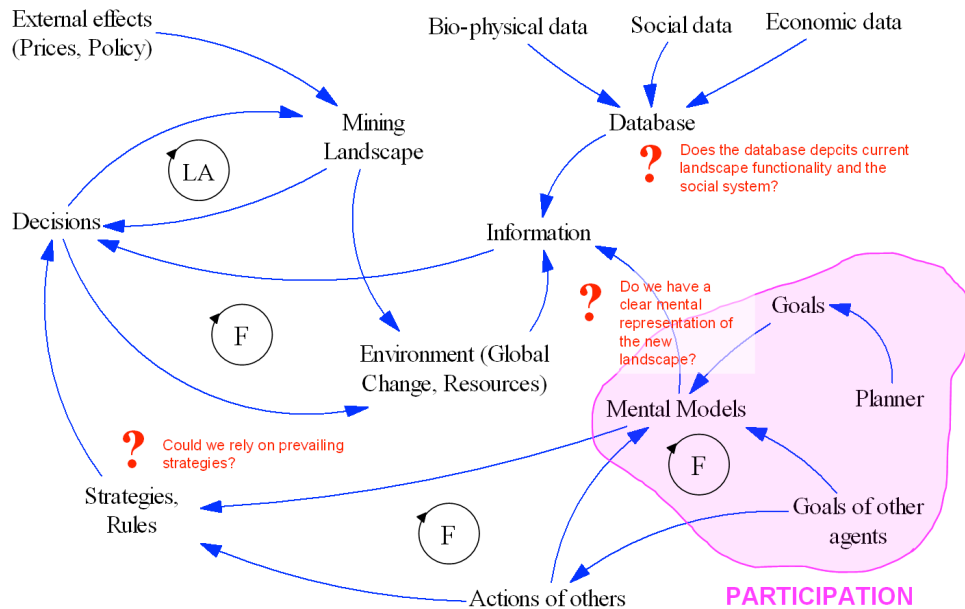 External effects
(Prices, Policy)
Bio-physical data
Social data
Economic data
Mining
Landscape
Database
? Does the database depcits current
landscape functionality and the
social system?
LA
Decisions
Information
? Do we have a
clear mental
representation of
the new
landscape?
Goals
F
Environment (Global
Change, Resources)
Planner
Mental Models
? Could we rely on prevailing
strategies?
F
Strategies,
Rules
Goals of other
agents
F
Actions of others
PARTICIPATION